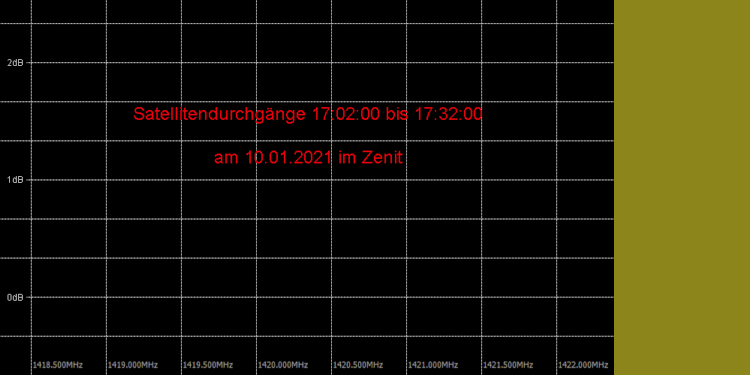 2dB
Satellitendurchgänge 17:02:00 bis 17:32:00
am 10.01.2021 im Zenit
1dB
0dB
1418.500MHz 1419.000MHz 1419.500MHz 1420.000MHz 1420.500MHz 1421.000MHz 1421.500MHz 1422.000MHz